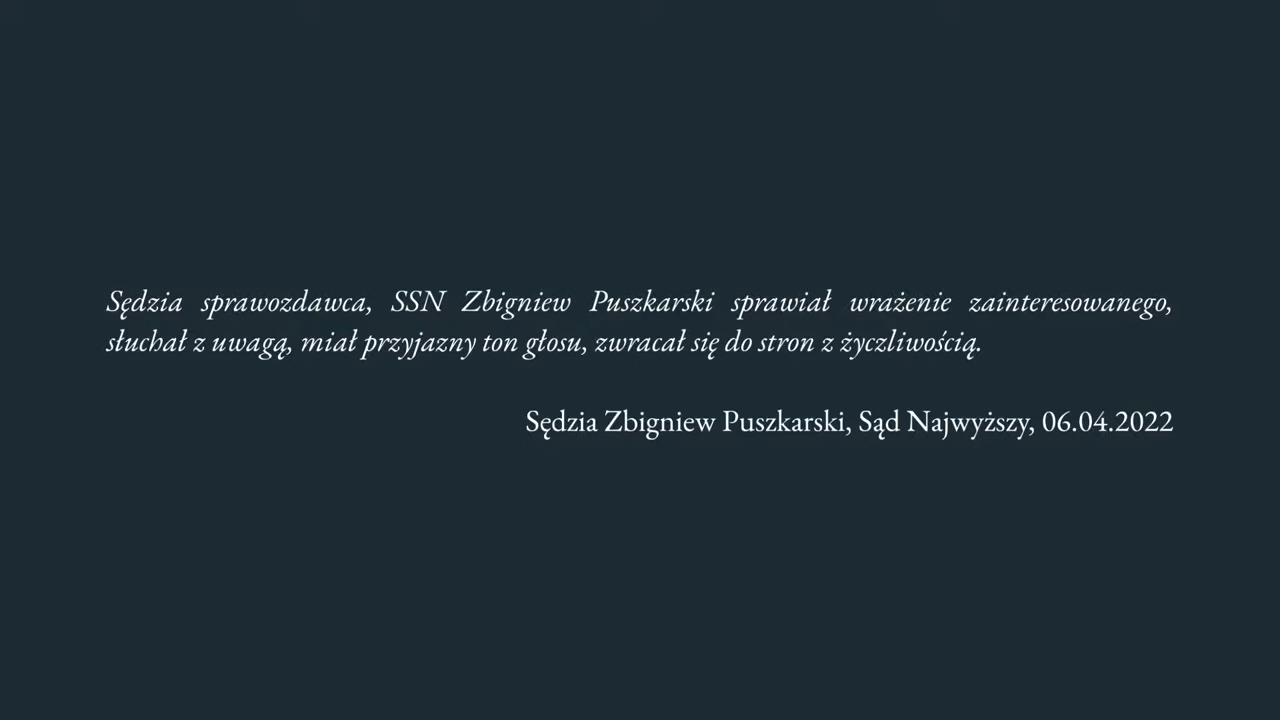 Sędzia sprawozdawca, SSN Zbigniew Puszkarski sprawiał wrażenie zainteresowanego,
słuchał z uwagą, miał przyjazny ton głosu, zwracał się do stron z życzliwością.
Sędzia Zbigniew Puszkarski, Sąd Najwyższy, 06.04.2022